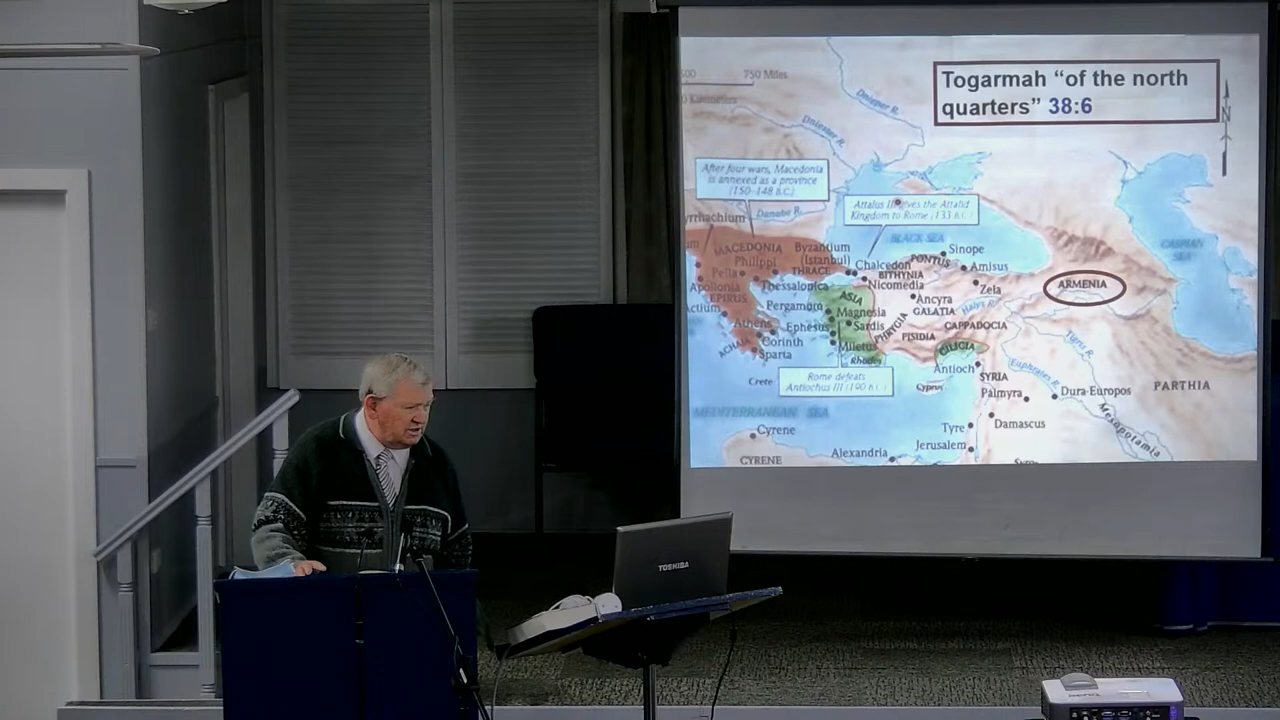 Togarmah "of the north
quarters" 38:6
750 Miles
Dnieper R.
Dniester R.
N
After four wars, Macedonia
is annexed as a province
(150-148 B.C.)
Attalus III gives the Attalid
Kingdom to Rome (133 B.C.)
Danube R.
yrrhachium
BLACK SEA
CASPIAN
SEA
MACEDONIA
Byzantium
(Istanbul)
Sinope
Philippi
THRACE
Chalcedon
PONTUS
Amisus
Pella
BITHYNIA
Nicomedia
Zela
ARMENIA
Apollonia
Thessalonica
EPIRUS
ASIA
Ancyra
Halys R.
Actium
Pergamum
Magnesia
GALATIA
Athens
Ephesus
Sardis
PHRYGIA
CAPPADOCIA
ACHAIA
Corinth
PISIDIA
Tigris R.
Sparta
Miletus
CILICIA
Rhodes
Antioch
Euphrates R.
Crete
Rome defeats
Antiochus III (190 B.C.)
Cyprus
SYRIA
Palmyra
Dura-Europos
PARTHIA
MEDITERRANEAN SEA
Damascus
Mesopotamia
Cyrene
Tyre
Jerusalem
CYRENE
Alexandria
TOSHIBA